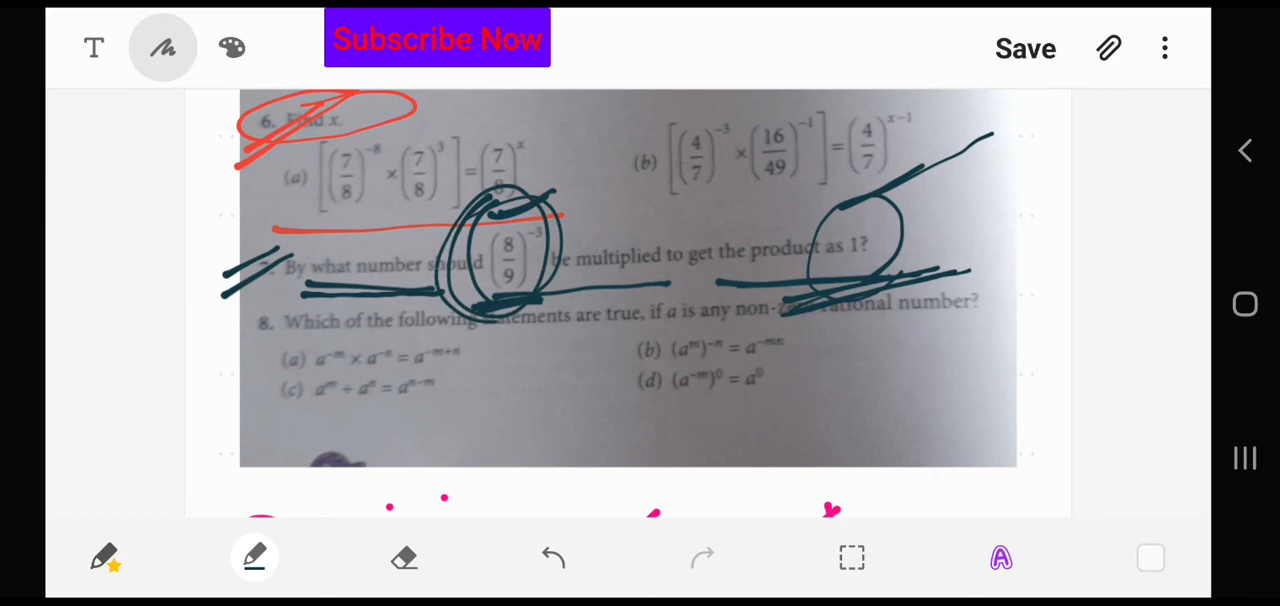 T
Subscribe Now
Save
6. Find x.
(a) [(7/8)^-8 × (7/8)^3] = (7/8)^x
(b) [(4/7)^-3 × (16/49)^-1] = (4/7)^x-1
7. By what number should (8/9)^-3 be multiplied to get the product as 1?
8. Which of the following statements are true, if a is any non-zero rational number?
(a) a^-m × a^-n = a^-m+n
(b) (a^m)^-n = a^-mn
(c) a^m ÷ a^n = a^n-m
(d) (a^-m)^0 = a^0
A